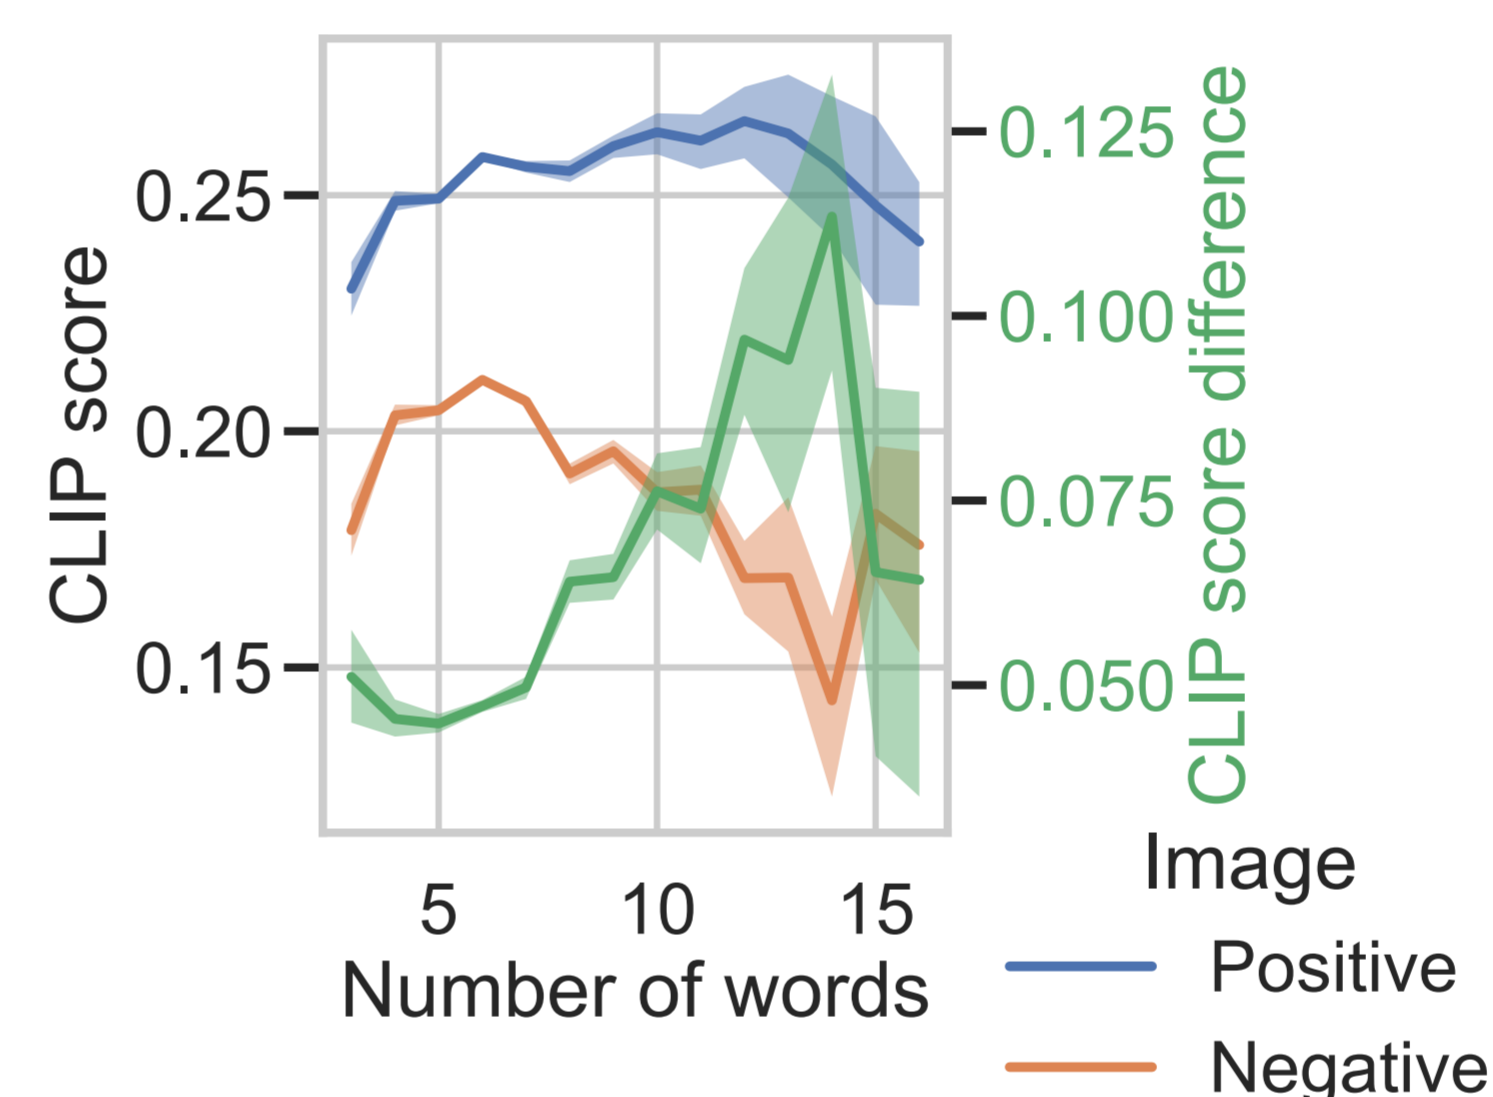 CLIP score
0.25
0.20
0.15
0.125
0.100
0.075
0.050
CLIP score difference
5 10 15
Number of words
Image
Positive
Negative